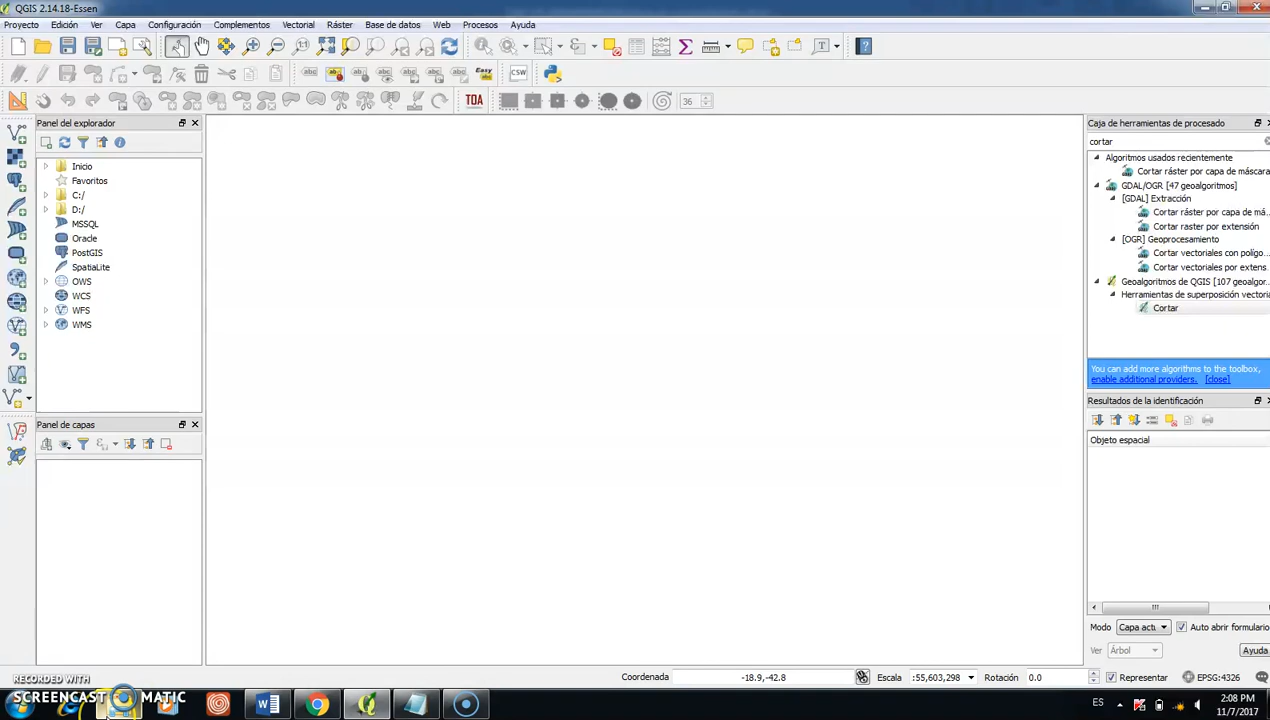 QGIS 2.14.18-Essen
Proyecto Edición Ver Capa Configuración Complementos Vectorial Ráster Base de datos Web Procesos Ayuda
Easy
CSW
TOA
36
Panel del explorador
Inicio
Favoritos
C:/
D:/
MSSQL
Oracle
PostGIS
SpatiaLite
OWS
WCS
WFS
WMS
Panel de capas
Caja de herramientas de procesado
cortar
Algoritmos usados recientemente
Cortar ráster por capa de máscara
GDAL/OGR [47 geoalgoritmos]
[GDAL] Extracción
Cortar ráster por capa de má...
Cortar raster por extensión
[OGR] Geoprocesamiento
Cortar vectoriales con polígo...
Cortar vectoriales por extens
Geoalgoritmos de QGIS [107 geoalgor...
Herramientas de superposición vectoria
Cortar
You can add more algorithms to the toolbox,
enable additional providers. [close]
Resultados de la identificación
Objeto espacial
Modo Capa actu Auto abrir formulario
Ver Árbol Ayuda
Coordenada -18.9,-42.8 Escala :55,603,298 Rotación 0.0 Representar EPSG:4326
RECORDED WITH
SCREENCAST MATIC
ES
2:08 PM
11/7/2017